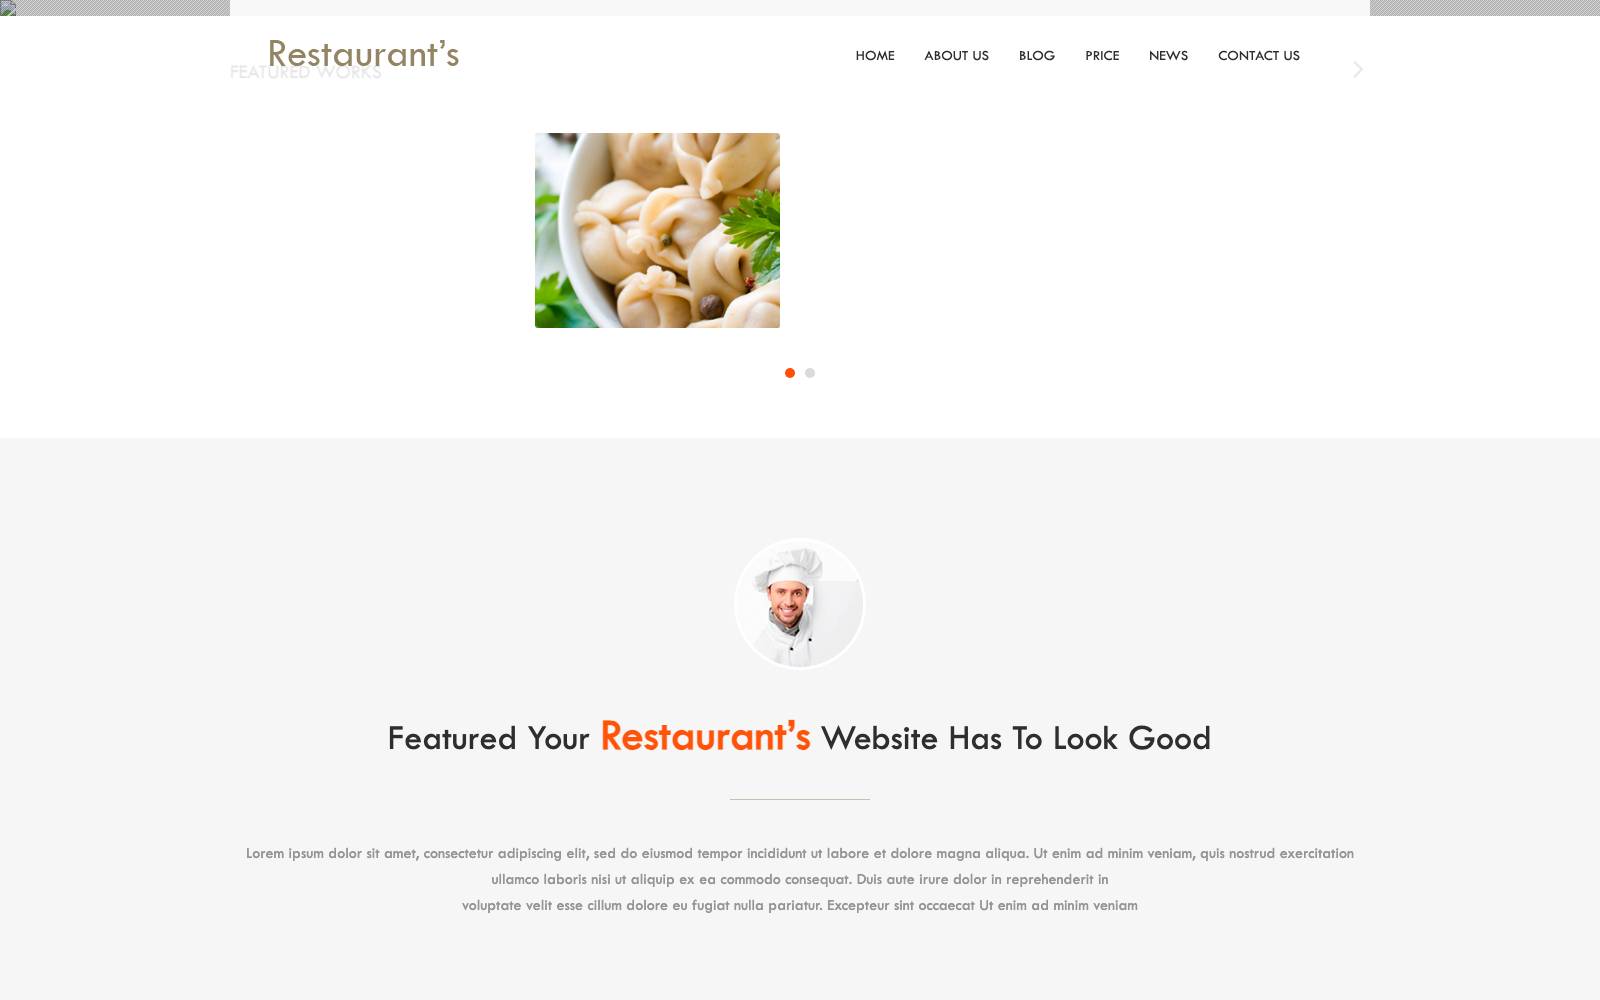 Restaurant's
HOME ABOUT US BLOG PRICE NEWS CONTACT US
FEATURED WORKS
Featured Your Restaurant's Website Has To Look Good
Lorem ipsum dolor sit amet, consectetur adipiscing elit, sed do eiusmod tempor incididunt ut labore et dolore magna aliqua. Ut enim ad minim veniam, quis nostrud exercitation
ullamco laboris nisi ut aliquip ex ea commodo consequat. Duis aute irure dolor in reprehenderit in
voluptate velit esse cillum dolore eu fugiat nulla pariatur. Excepteur sint occaecat Ut enim ad minim veniam